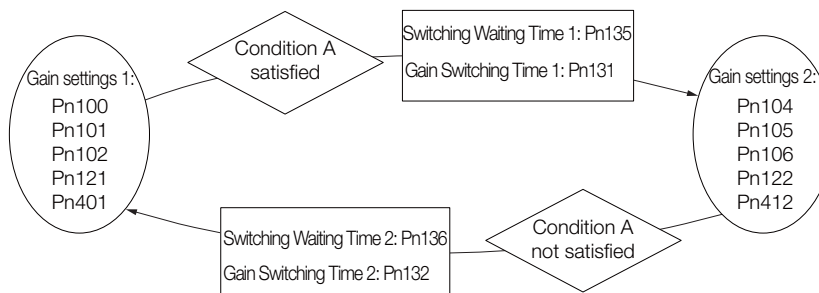 Gain settings 1:
Pn100
Pn101
Pn102
Pn121
Pn401
Condition A
satisfied
Switching Waiting Time 1: Pn135
Gain Switching Time 1: Pn131
Gain settings 2:
Pn104
Pn105
Pn106
Pn122
Pn412
Condition A
not satisfied
Switching Waiting Time 2: Pn136
Gain Switching Time 2: Pn132